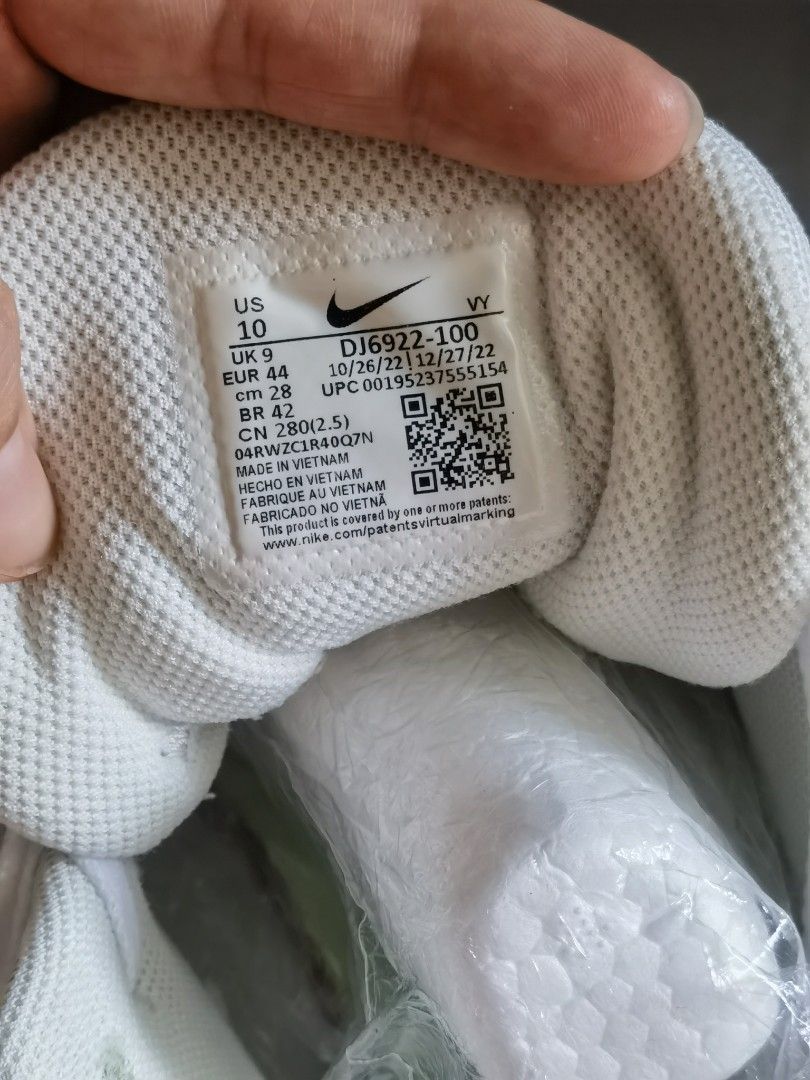 US
10
VY
UK 9
EUR 44
cm 28
BR 42
CN 280(2.5)
04RWZC1R40Q7N
DJ6922-100
10/26/22 | 12/27/22
UPC 00195237555154
MADE IN VIETNAM
HECHO EN VIETNAM
FABRIQUE AU VIETNAM
FABRICADO NO VIETNÃ
This product is covered by one or more patents:
www.nike.com/patentsvirtualmarking